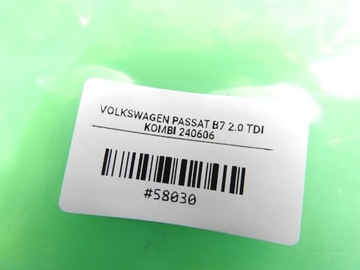 VOLKSWAGEN PASSAT B7 2.0 TDI
KOMBI 240606
#58030